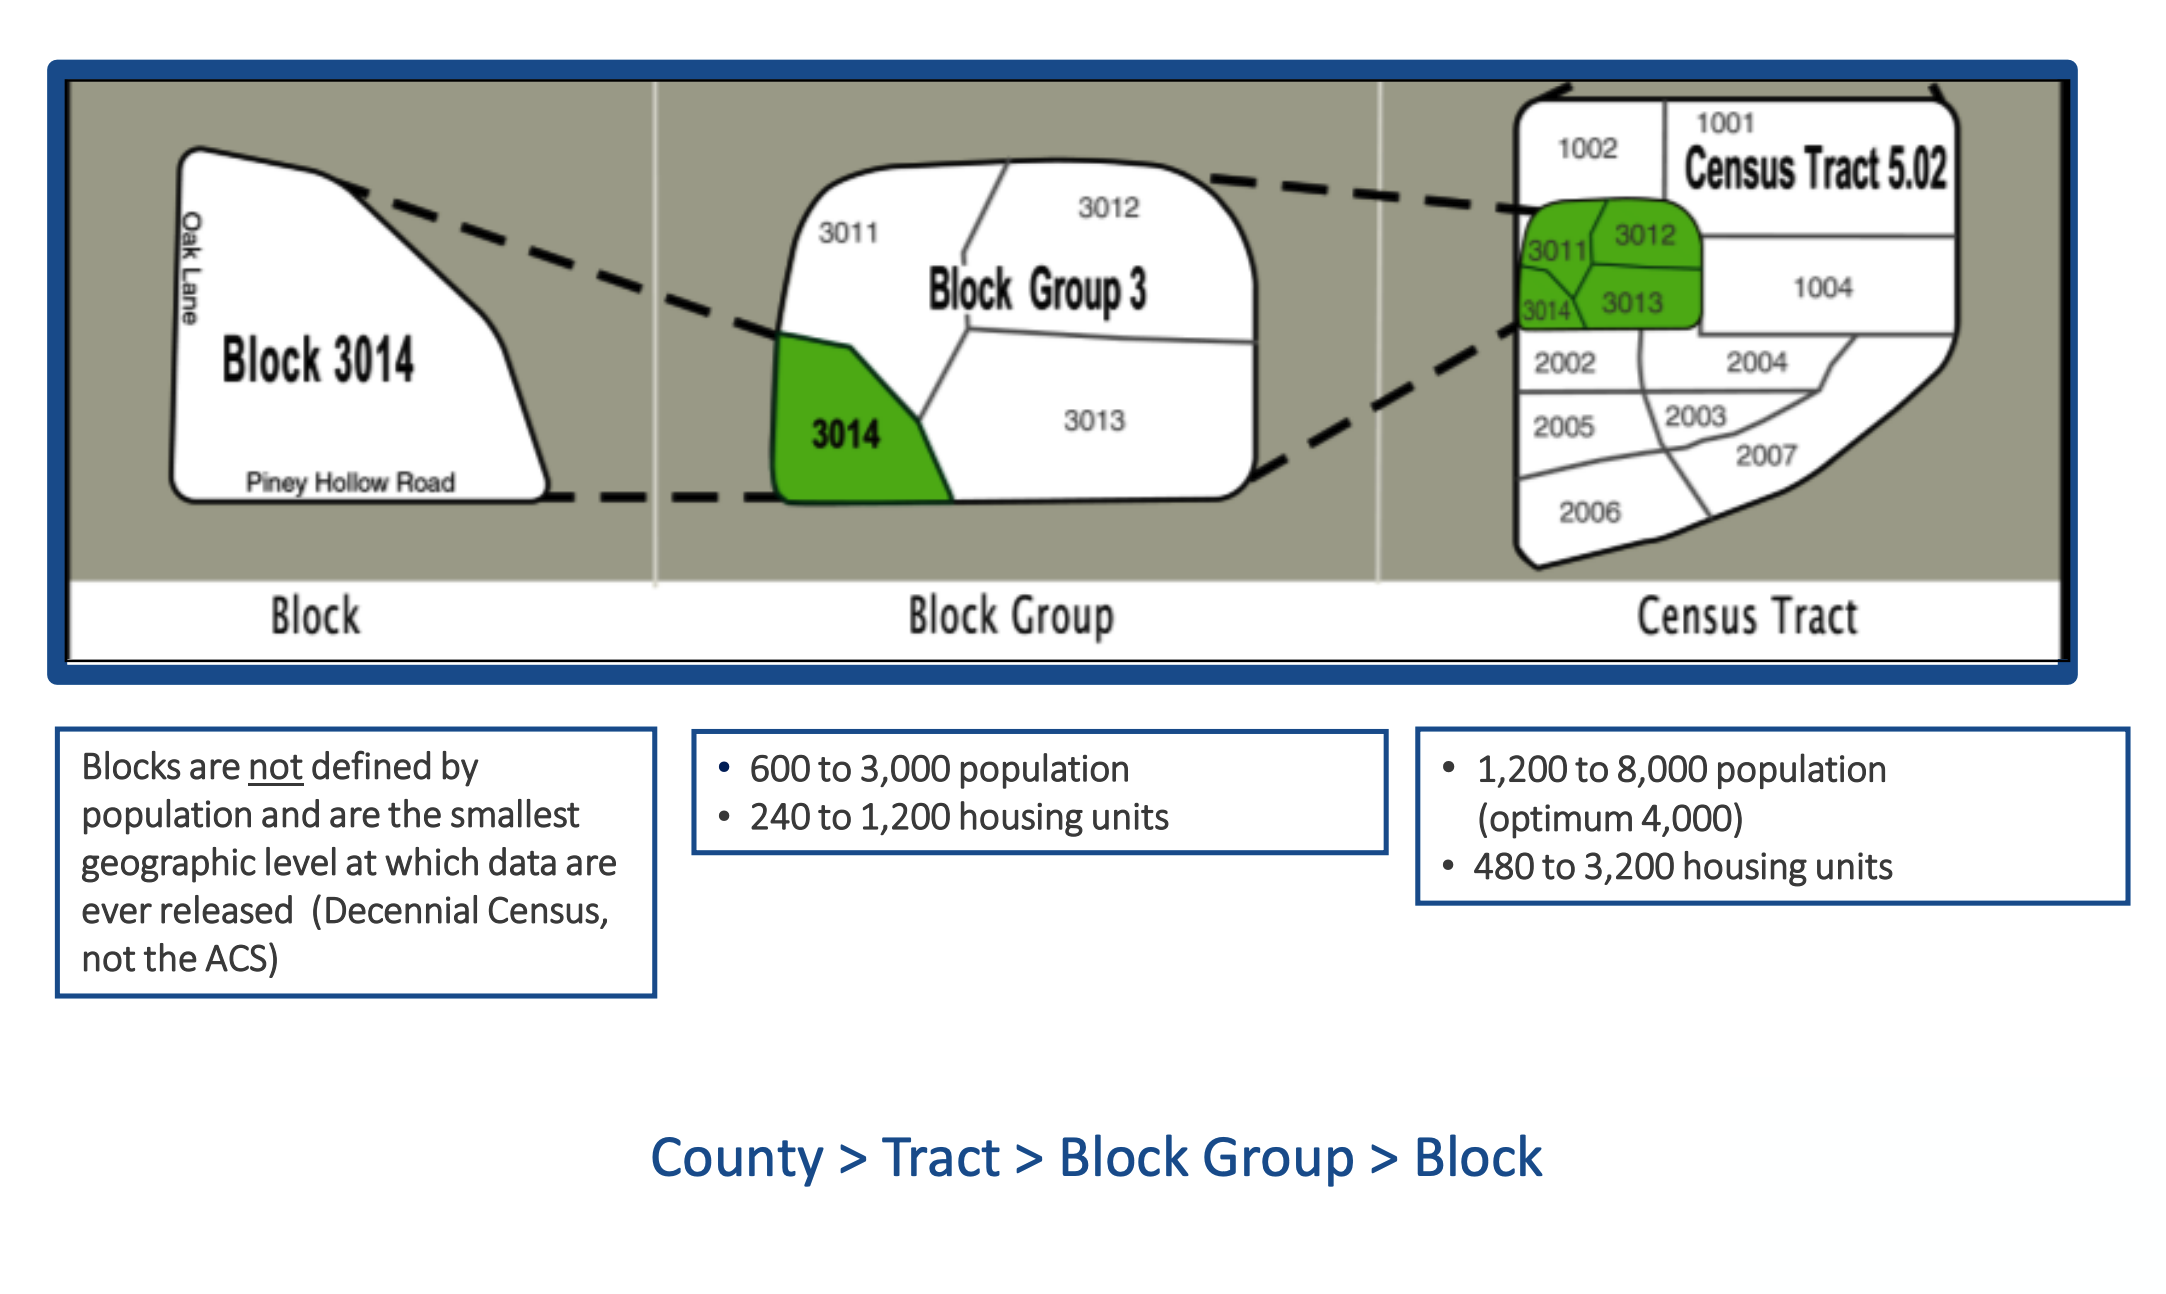 Oak Lane
Block 3014
Piney Hollow Road
3011
3012
Block Group 3
3014
3013
1002
1001
Census Tract 5.02
3011
3012
1004
3014
3013
2002
2004
2005
2003
2007
2006
Block
Block Group
Census Tract
Blocks are not defined by
population and are the smallest
geographic level at which data are
ever released (Decennial Census,
not the ACS)
• 600 to 3,000 population
• 240 to 1,200 housing units
• 1,200 to 8,000 population
(optimum 4,000)
• 480 to 3,200 housing units
County > Tract > Block Group > Block